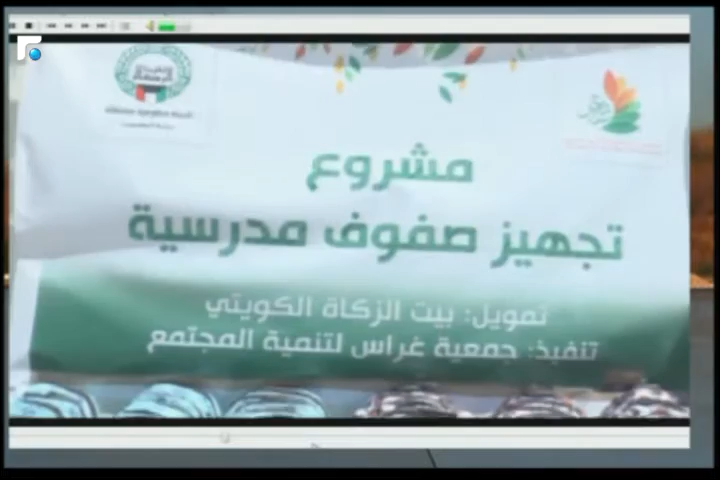 مشروع
تجهيز صفوف مدرسية
تمويل: بيت الزكاة الكويتي
تنفيذ: جمعية غراس لتنمية المجتمع